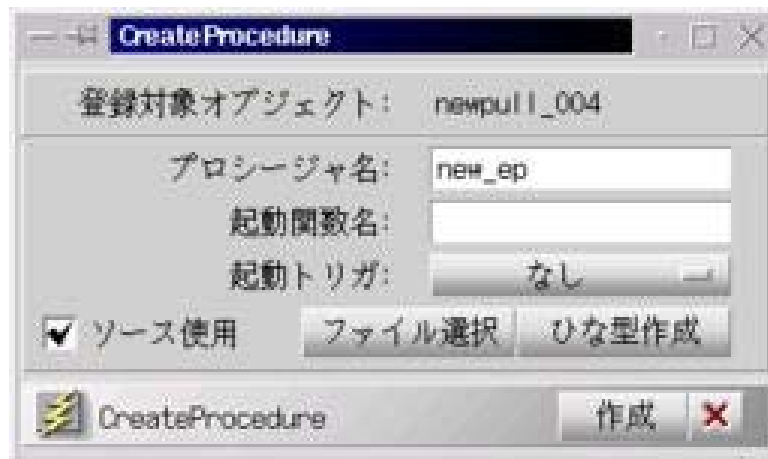 CreateProcedure
登録対象オブジェクト: newpull_004
プロシージャ名: new_ep
起動関数名:
起動トリガ: なし
ソース使用 ファイル選択 ひな型作成
CreateProcedure 作成